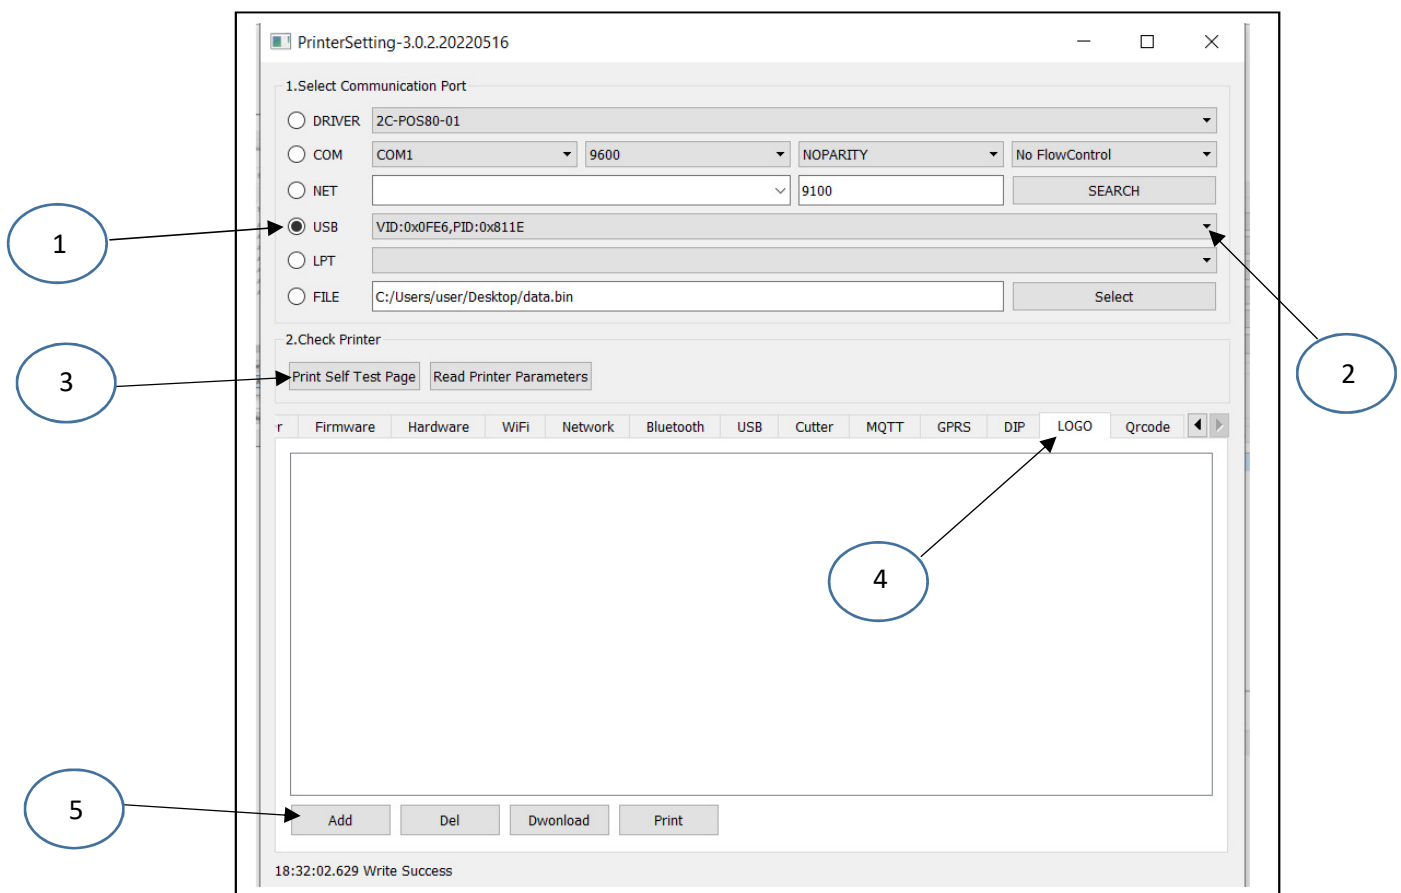 PrinterSetting-3.0.2.20220516
1.Select Communication Port
DRIVER 2C-POS80-01
COM COM1 9600 NOPARITY No FlowControl
NET 9100 SEARCH
1
USB VID:0x0FE6,PID:0x811E
LPT
FILE C:/Users/user/Desktop/data.bin Select
2.Check Printer
2
3
Print Self Test Page Read Printer Parameters
r Firmware Hardware WiFi Network Bluetooth USB Cutter MQTT GPRS DIP LOGO Qrcode
4
5
Add Del Dwonload Print
18:32:02.629 Write Success